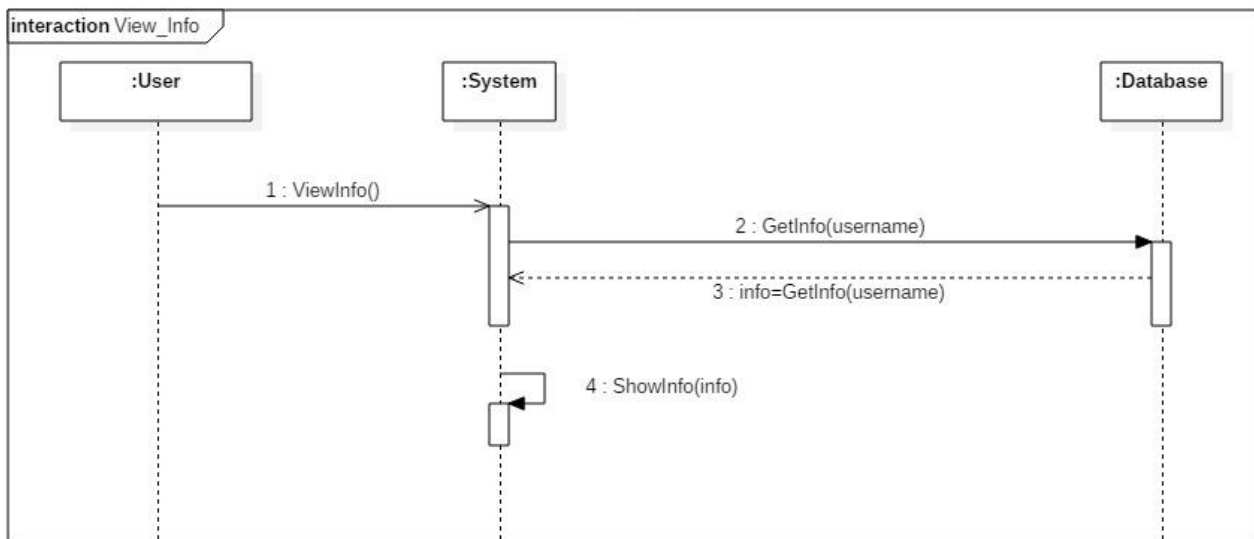 interaction View_Info
:User
:System
:Database
1 : ViewInfo()
2 : GetInfo(username)
3 : info=GetInfo(username)
4 : ShowInfo(info)